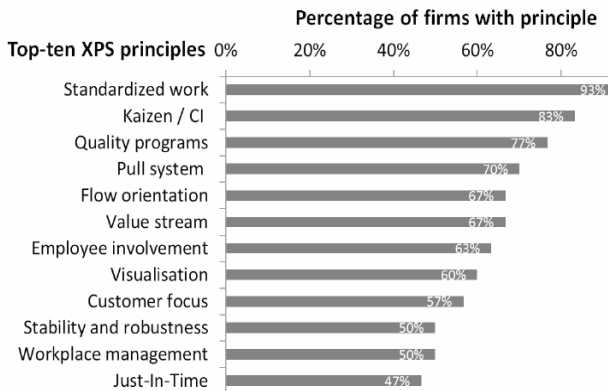 Percentage of firms with principle
Top-ten XPS principles 0% 20% 40% 60% 80%
Standardized work 93%
Kaizen / CI 83%
Quality programs 77%
Pull system 70%
Flow orientation 67%
Value stream 67%
Employee involvement 63%
Visualisation 60%
Customer focus 57%
Stability and robustness 50%
Workplace management 50%
Just-In-Time 47%